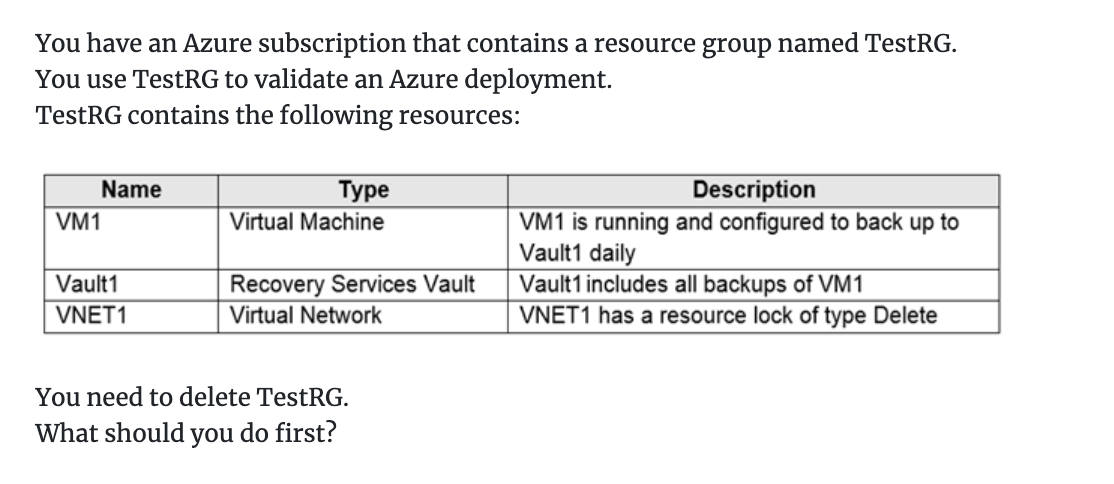 You have an Azure subscription that contains a resource group named TestRG.
You use TestRG to validate an Azure deployment.
TestRG contains the following resources:
Name Type Description
VM1 Virtual Machine VM1 is running and configured to back up to
Vault1 daily
Vault1 Recovery Services Vault Vault1 includes all backups of VM1
VNET1 Virtual Network VNET1 has a resource lock of type Delete
You need to delete TestRG.
What should you do first?